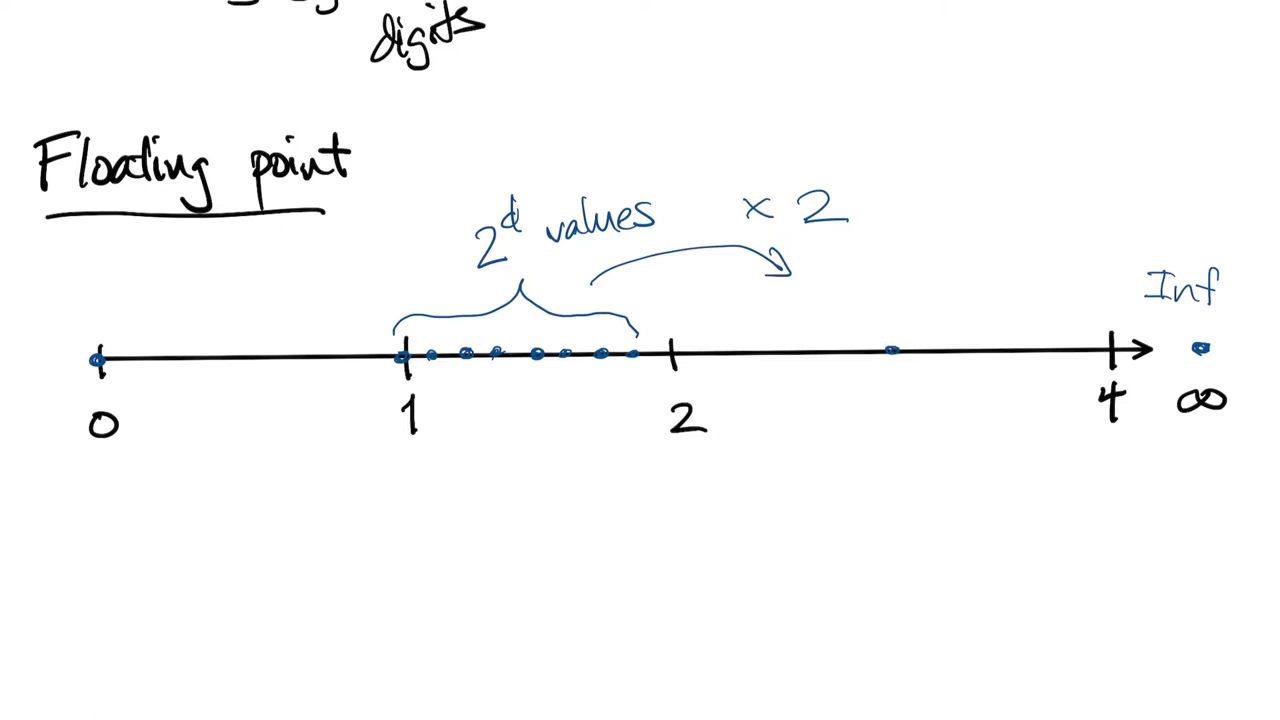 digits
Floating point
2^d values × 2
Inf
0 1 2 4 ∞